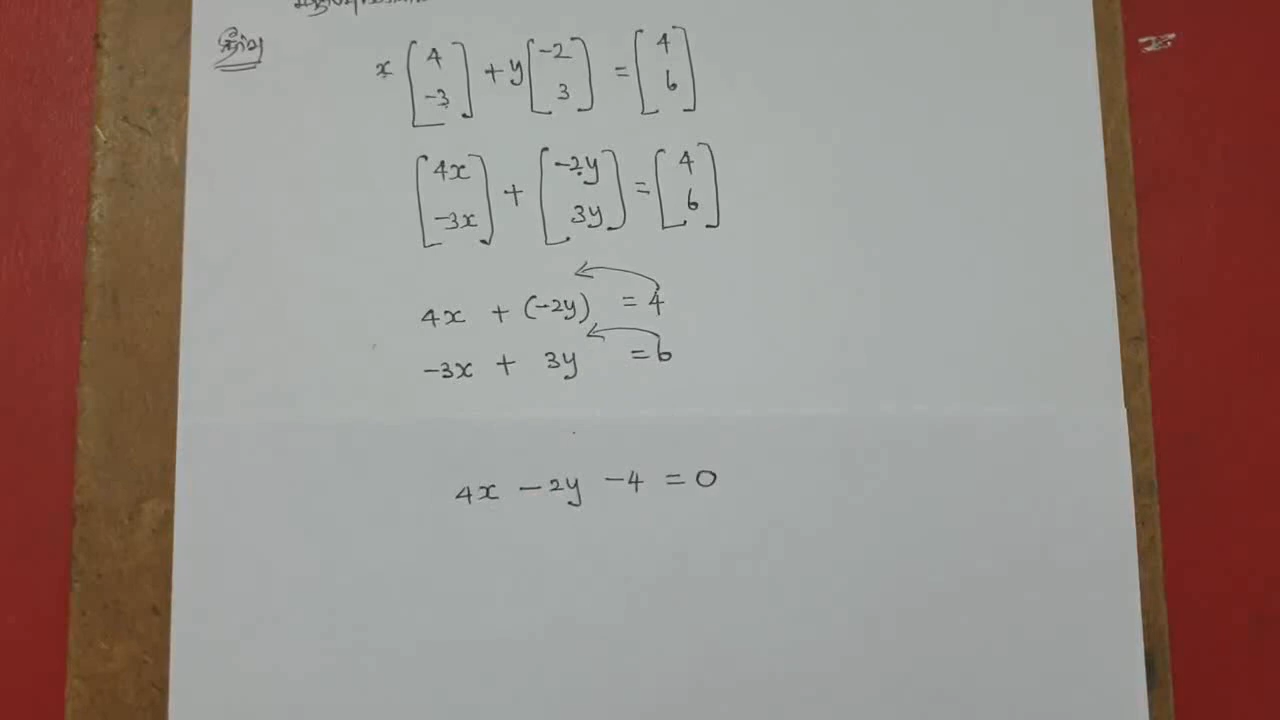 தீர்வு
x [4 -3] + y [-2 3] = [4 6]
[4x -3x] + [-2y 3y] = [4 6]
4x + (-2y) = 4
-3x + 3y = 6
4x - 2y - 4 = 0